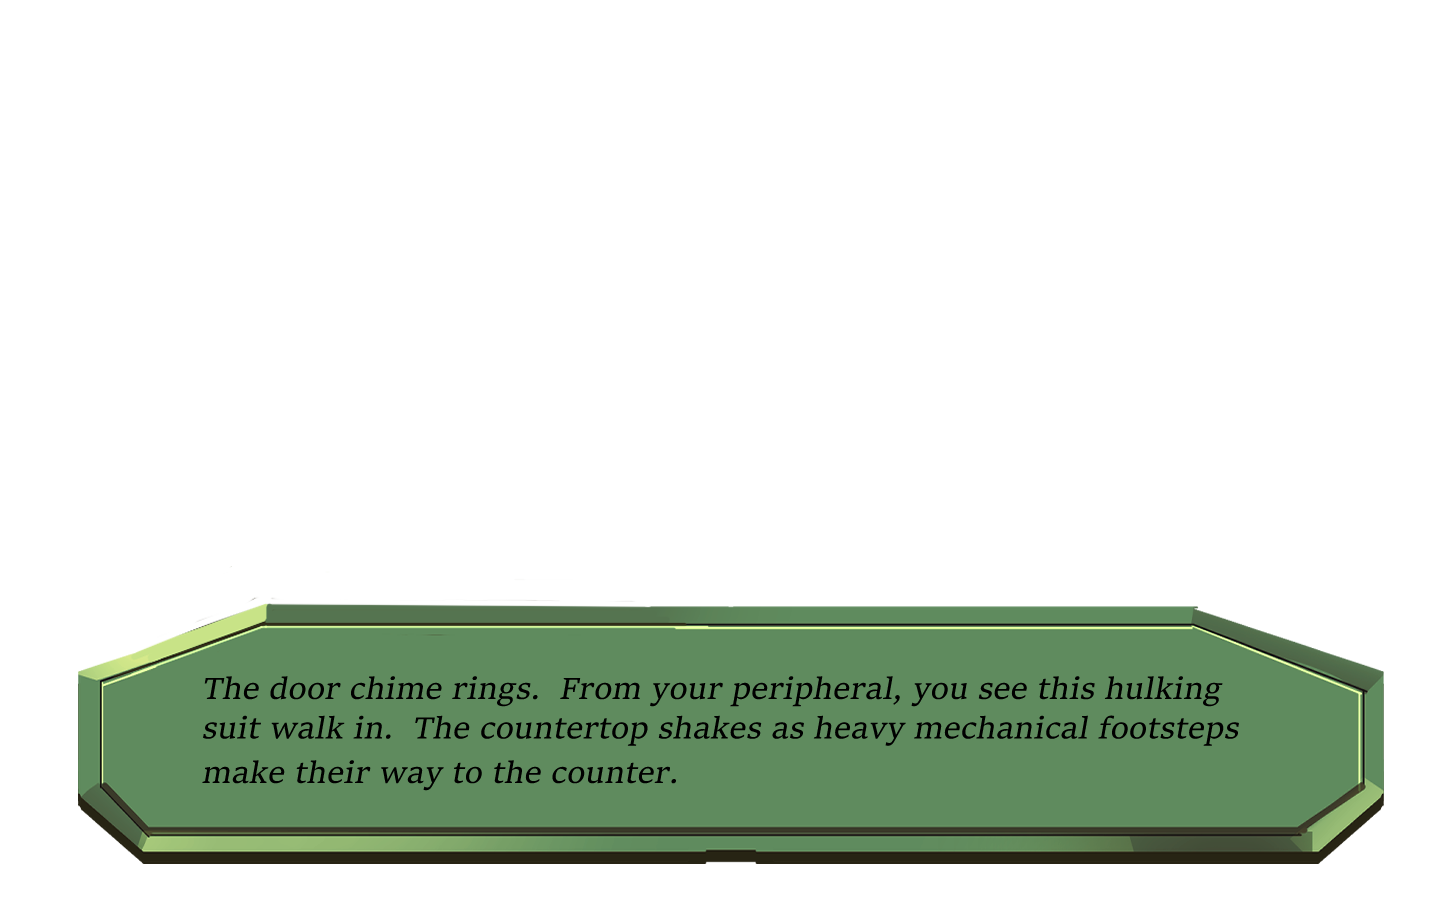 The door chime rings.  From your peripheral, you see this hulking
suit walk in.  The countertop shakes as heavy mechanical footsteps
make their way to the counter.